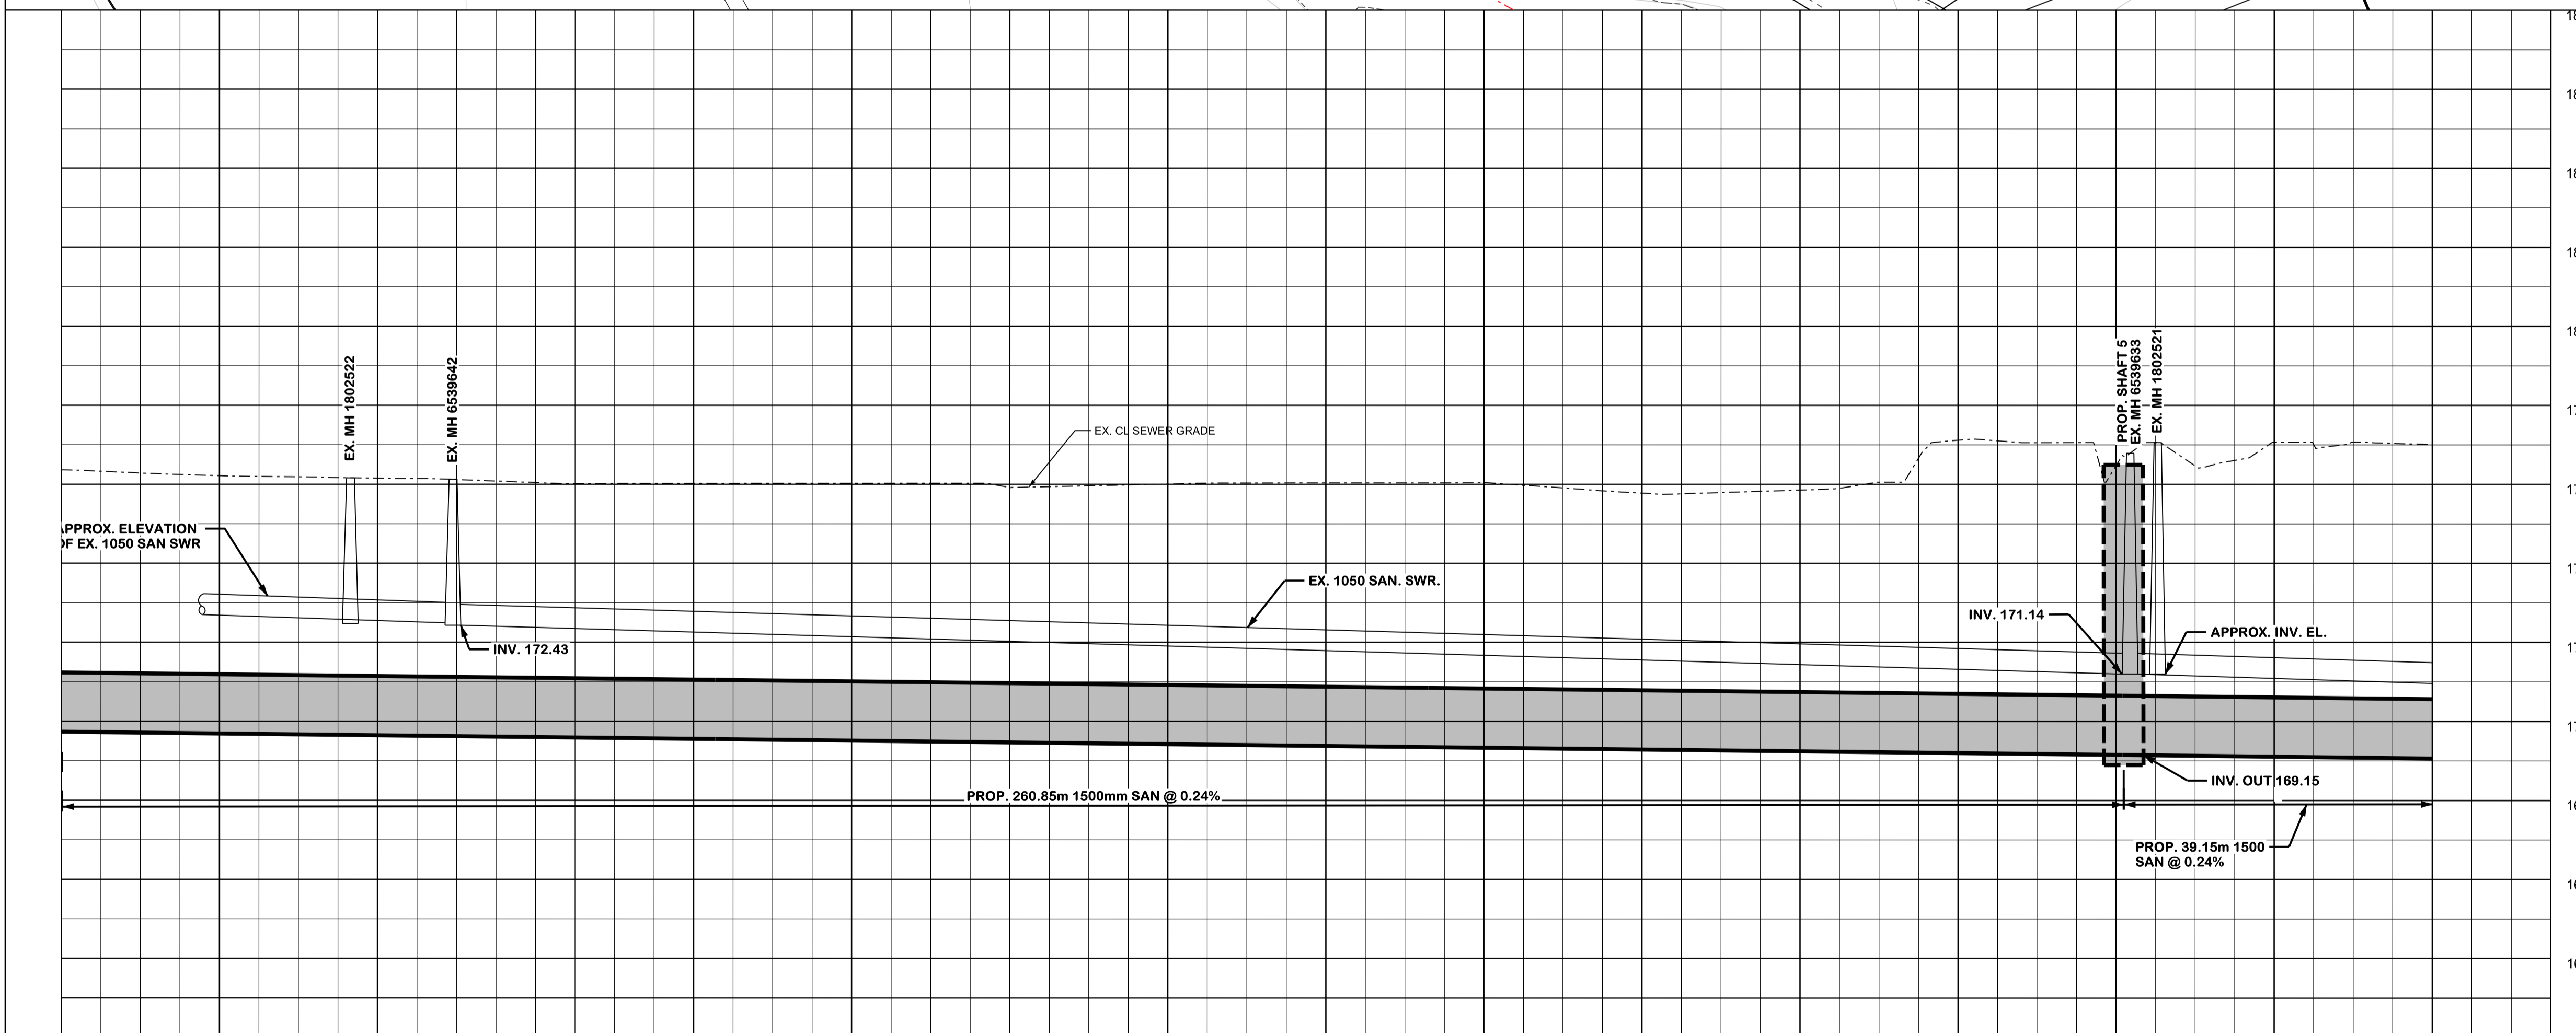 EX. MH 1802522
EX. MH 6539642
PROP. SHAFT 5
EX. MH 6539633
EX. MH 1802521
EX. CL SEWER GRADE
APPROX. ELEVATION
OF EX. 1050 SAN SWR
EX. 1050 SAN. SWR.
INV. 171.14
APPROX. INV. EL.
INV. 172.43
INV. OUT 169.15
PROP. 260.85m 1500mm SAN @ 0.24%
PROP. 39.15m 1500
SAN @ 0.24%